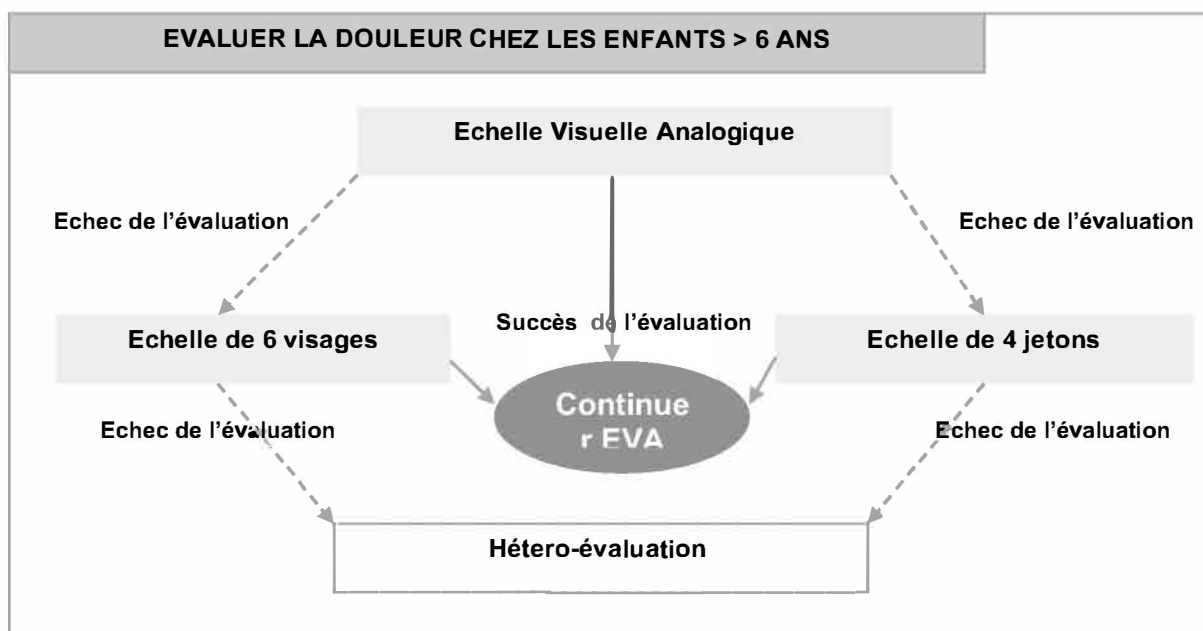 EVALUER LA DOULEUR CHEZ LES ENFANTS > 6 ANS
Echelle Visuelle Analogique
Echec de l'évaluation
Echec de l'évaluation
Succès de l'évaluation
Echelle de 6 visages
Echelle de 4 jetons
Continue
r EVA
Echec de l'évaluation
Echec de l'évaluation
Hétero-évaluation